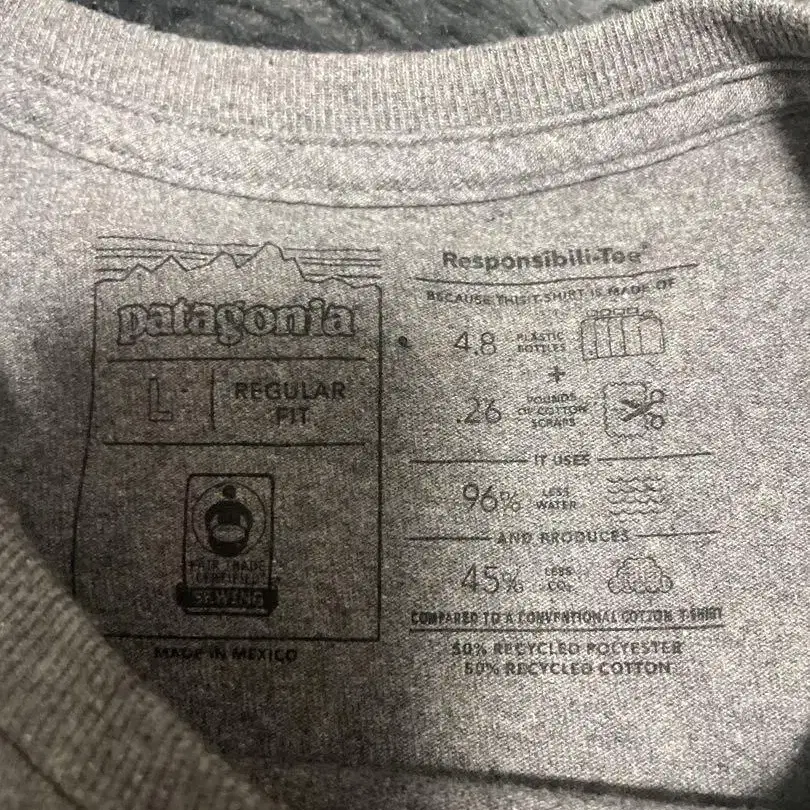 patagonia
L
REGULAR
FIT
FAIR TRADE
CERTIFIED
SEWING
MADE IN MEXICO
Responsibili-Tee®
BECAUSE THIS T-SHIRT IS MADE OF
4.8 PLASTIC
BOTTLES
+
.26 POUNDS
OF COTTON
SCRAPS
IT USES
96% LESS
WATER
AND PRODUCES
45% LESS
CO₂
COMPARED TO A CONVENTIONAL COTTON T-SHIRT
50% RECYCLED POLYESTER
50% RECYCLED COTTON